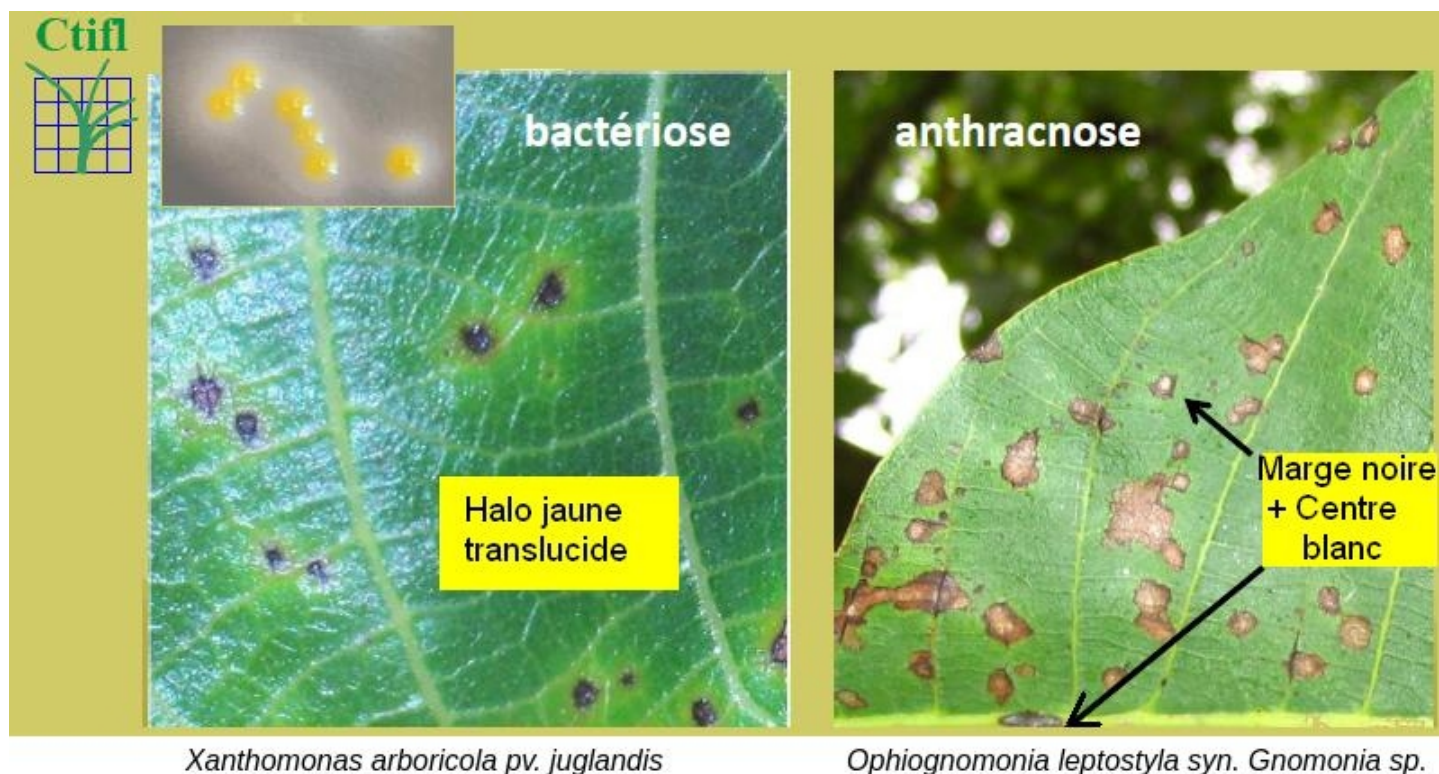 Ctifl
bactériose
anthracnose
Halo jaune
translucide
Marge noire
+ Centre
blanc
Xanthomonas arboricola pv. juglandis
Ophiognomonia leptostyla syn. Gnomonia sp.